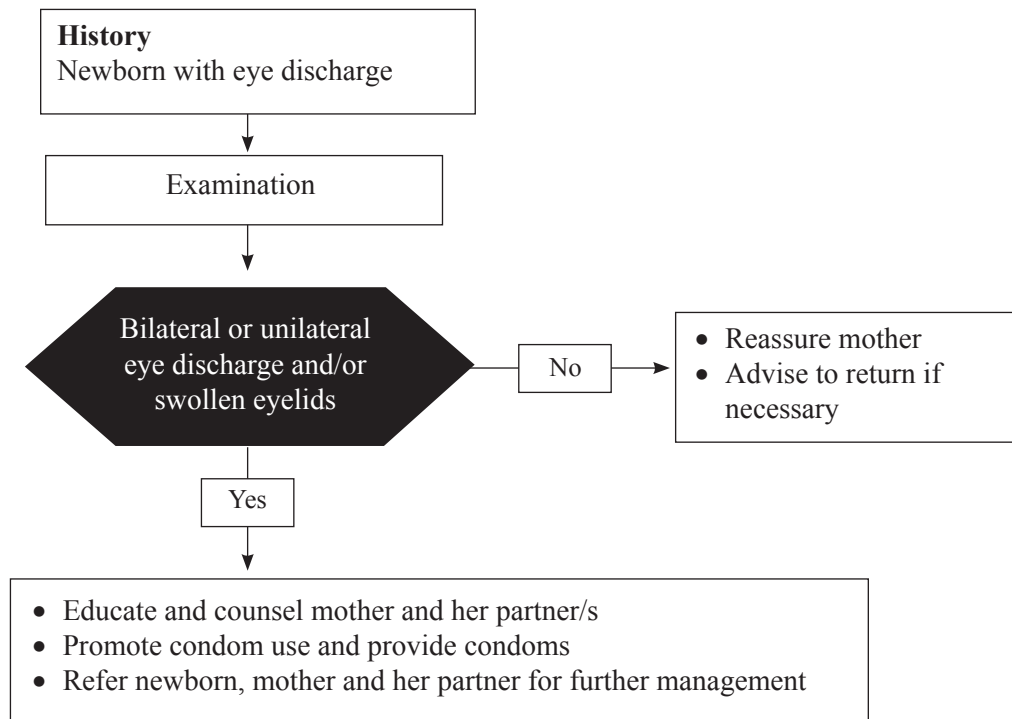 History
Newborn with eye discharge
Examination
Bilateral or unilateral
eye discharge and/or
swollen eyelids
No
• Reassure mother
• Advise to return if
necessary
Yes
• Educate and counsel mother and her partner/s
• Promote condom use and provide condoms
• Refer newborn, mother and her partner for further management